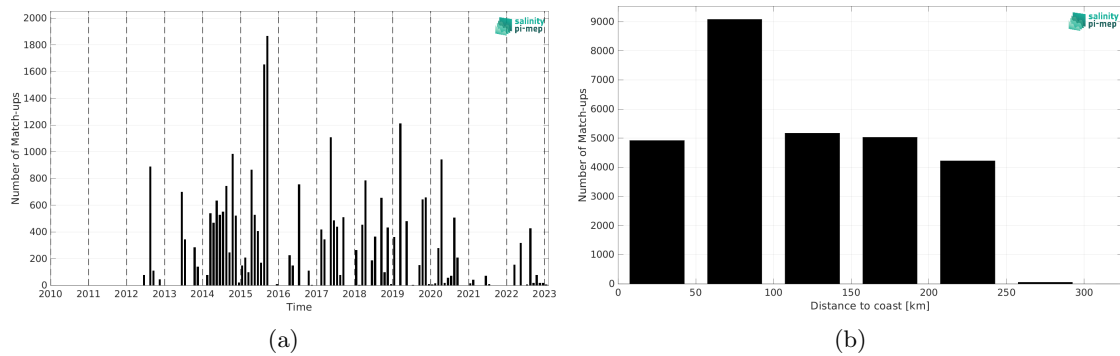 2000
1800
1600
1400
1200
1000
800
600
400
200
0
Number of Match-ups
2010 2011 2012 2013 2014 2015 2016 2017 2018 2019 2020 2021 2022 2023
Time
salinity
pi-mep
(a)
9000
8000
7000
6000
5000
4000
3000
2000
1000
0
Number of Match-ups
0 50 100 150 200 250 300
Distance to coast [km]
salinity
pi-mep
(b)